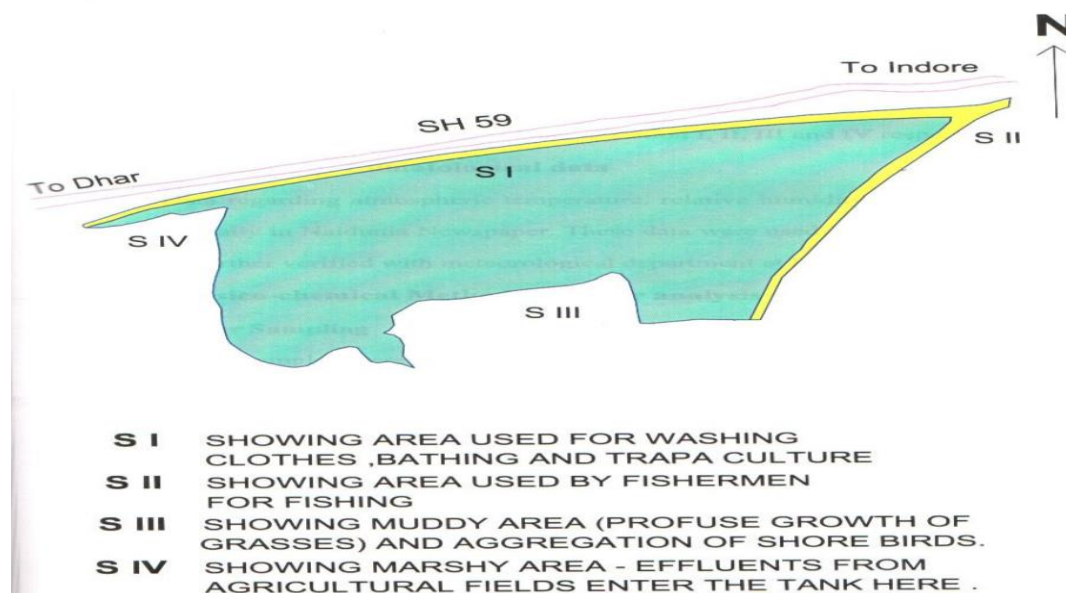 N
To Indore
SH 59
S II
S I
To Dhar
S IV
S III
S I SHOWING AREA USED FOR WASHING
CLOTHES ,BATHING AND TRAPA CULTURE
S II SHOWING AREA USED BY FISHERMEN
FOR FISHING
S III SHOWING MUDDY AREA (PROFUSE GROWTH OF
GRASSES) AND AGGREGATION OF SHORE BIRDS.
S IV SHOWING MARSHY AREA - EFFLUENTS FROM
AGRICULTURAL FIELDS ENTER THE TANK HERE .